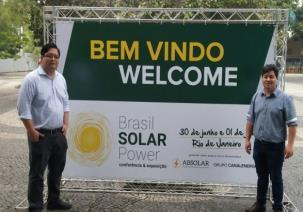 BEM VINDO
WELCOME
Brasil
SOLAR
Power
conferência & exposição
30 de junho e 01 de
Rio de Janeiro
ABSOLAR
GRUPO CANALENERGIA